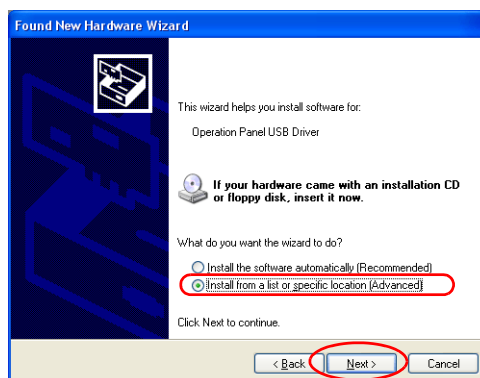 Found New Hardware Wizard
This wizard helps you install software for:
Operation Panel USB Driver
If your hardware came with an installation CD
or floppy disk, insert it now.
What do you want the wizard to do?
Install the software automatically (Recommended)
Install from a list or specific location (Advanced)
Click Next to continue.
< Back Next > Cancel